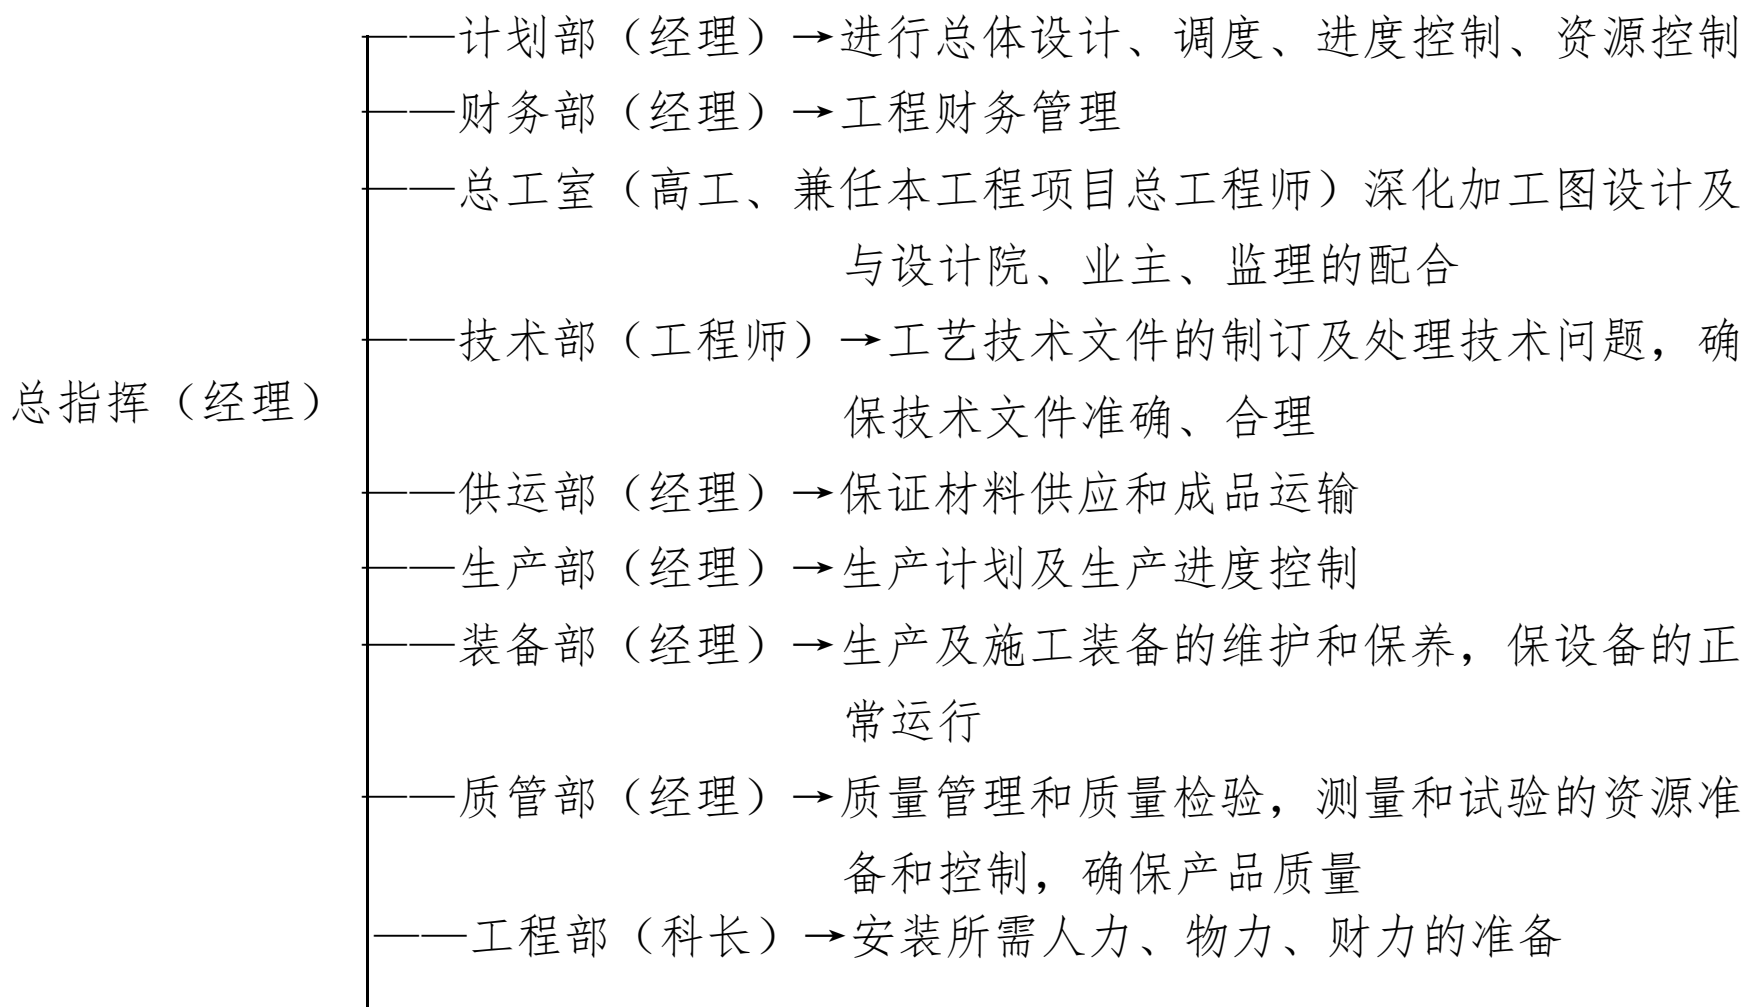 ——计划部（经理）→进行总体设计、调度、进度控制、资源控制
——财务部（经理）→工程财务管理
——总工室（高工、兼任本工程项目总工程师）深化加工图设计及
与设计院、业主、监理的配合
——技术部（工程师）→工艺技术文件的制订及处理技术问题，确
总指挥（经理）
保技术文件准确、合理
——供运部（经理）→保证材料供应和成品运输
——生产部（经理）→生产计划及生产进度控制
——装备部（经理）→生产及施工装备的维护和保养，保设备的正
常运行
——质管部（经理）→质量管理和质量检验，测量和试验的资源准
备和控制，确保产品质量
——工程部（科长）→安装所需人力、物力、财力的准备